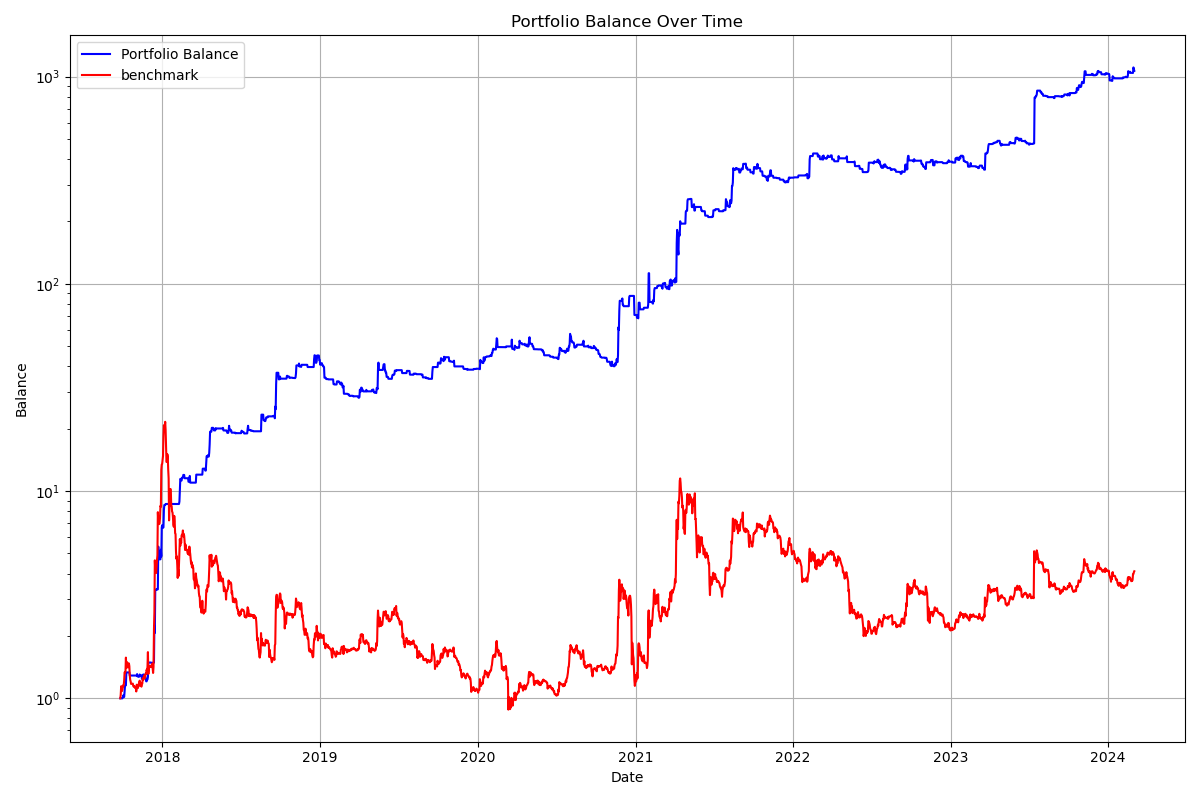 Portfolio Balance Over Time
Portfolio Balance
benchmark
10³
10²
10¹
10⁰
Balance
2018 2019 2020 2021 2022 2023 2024
Date